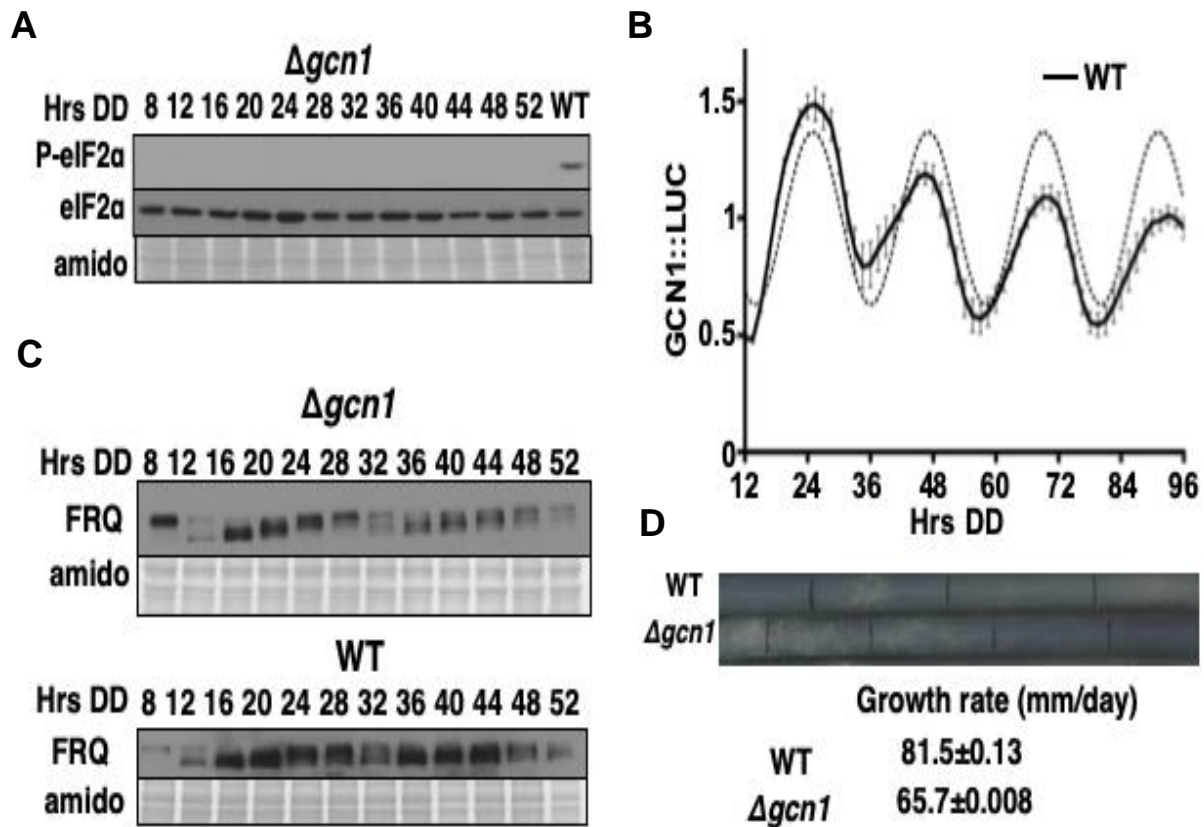 A
Δgcn1
Hrs DD 8 12 16 20 24 28 32 36 40 44 48 52 WT
P-eIF2α
eIF2α
amido
B
WT
GCN1::LUC
1.5
1
0.5
0
12 24 36 48 60 72 84 96
Hrs DD
C
Δgcn1
Hrs DD 8 12 16 20 24 28 32 36 40 44 48 52
FRQ
amido
WT
Hrs DD 8 12 16 20 24 28 32 36 40 44 48 52
FRQ
amido
D
WT
Δgcn1
Growth rate (mm/day)
WT 81.5±0.13
Δgcn1 65.7±0.008